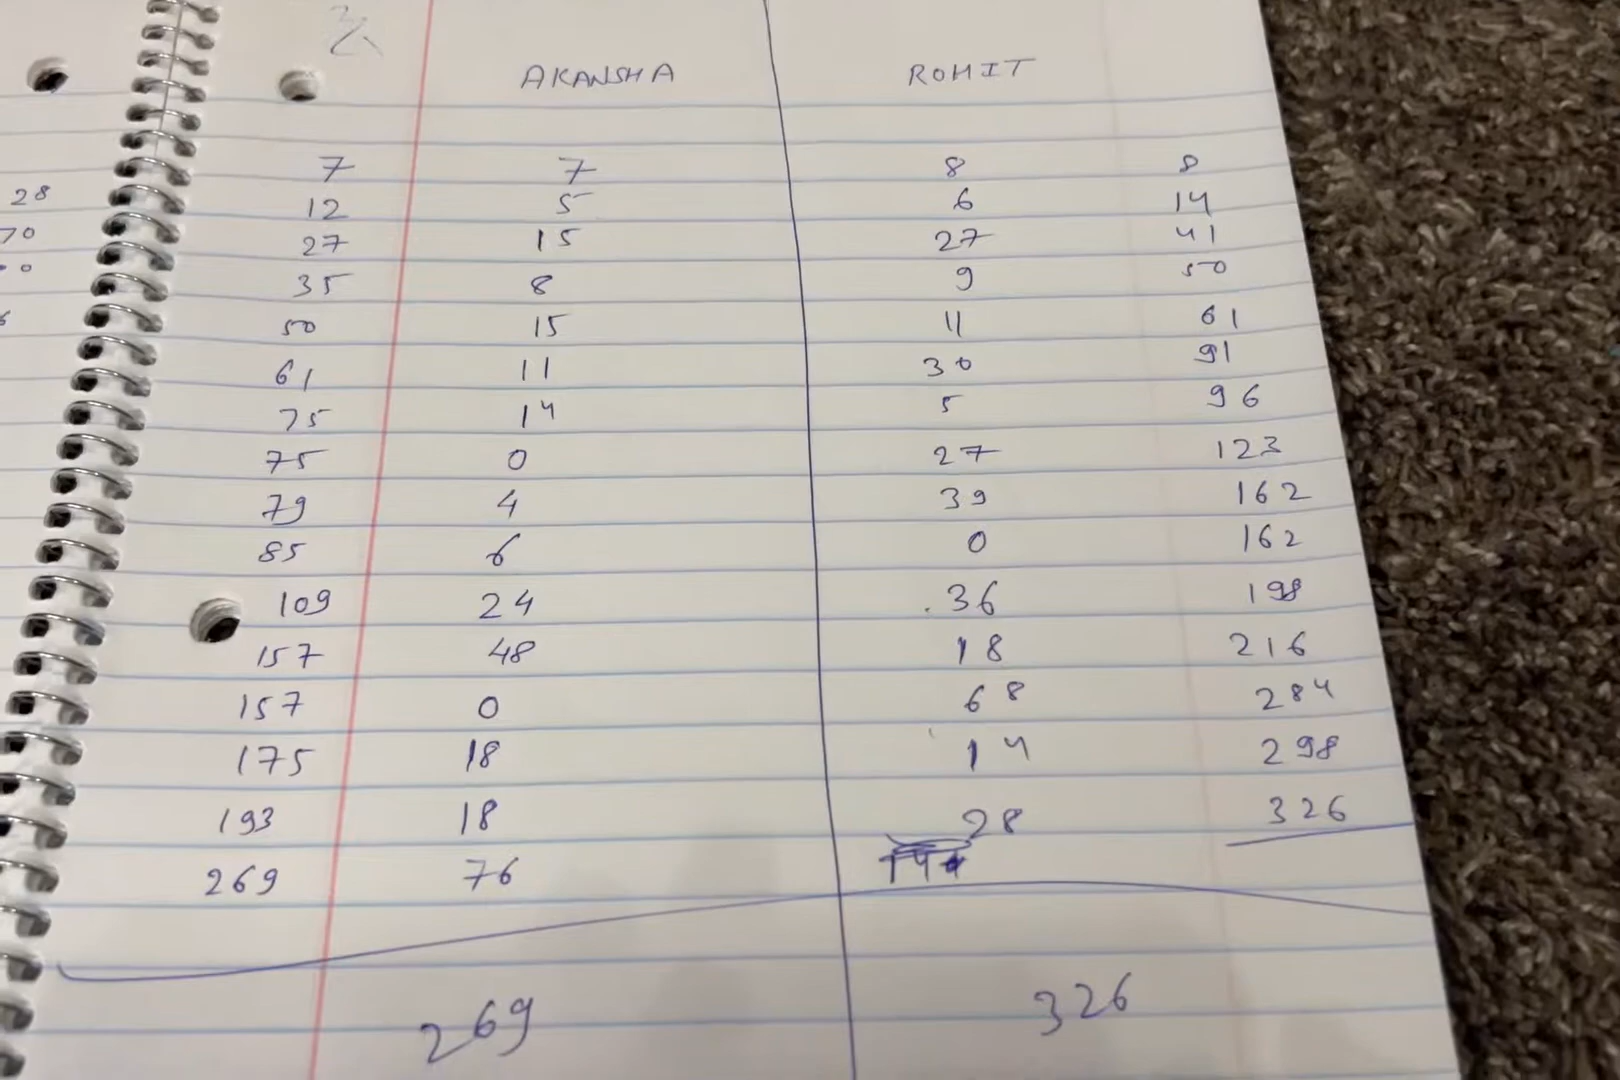 AKANSHA ROHIT
7 7 8 8
28 12 5 6 14
70 27 15 27 41
35 8 9 50
50 15 11 61
61 11 30 91
75 14 5 96
75 0 27 123
79 4 39 162
85 6 0 162
109 24 36 198
157 48 18 216
157 0 68 284
175 18 14 298
193 18 28 326
269 76
269 326